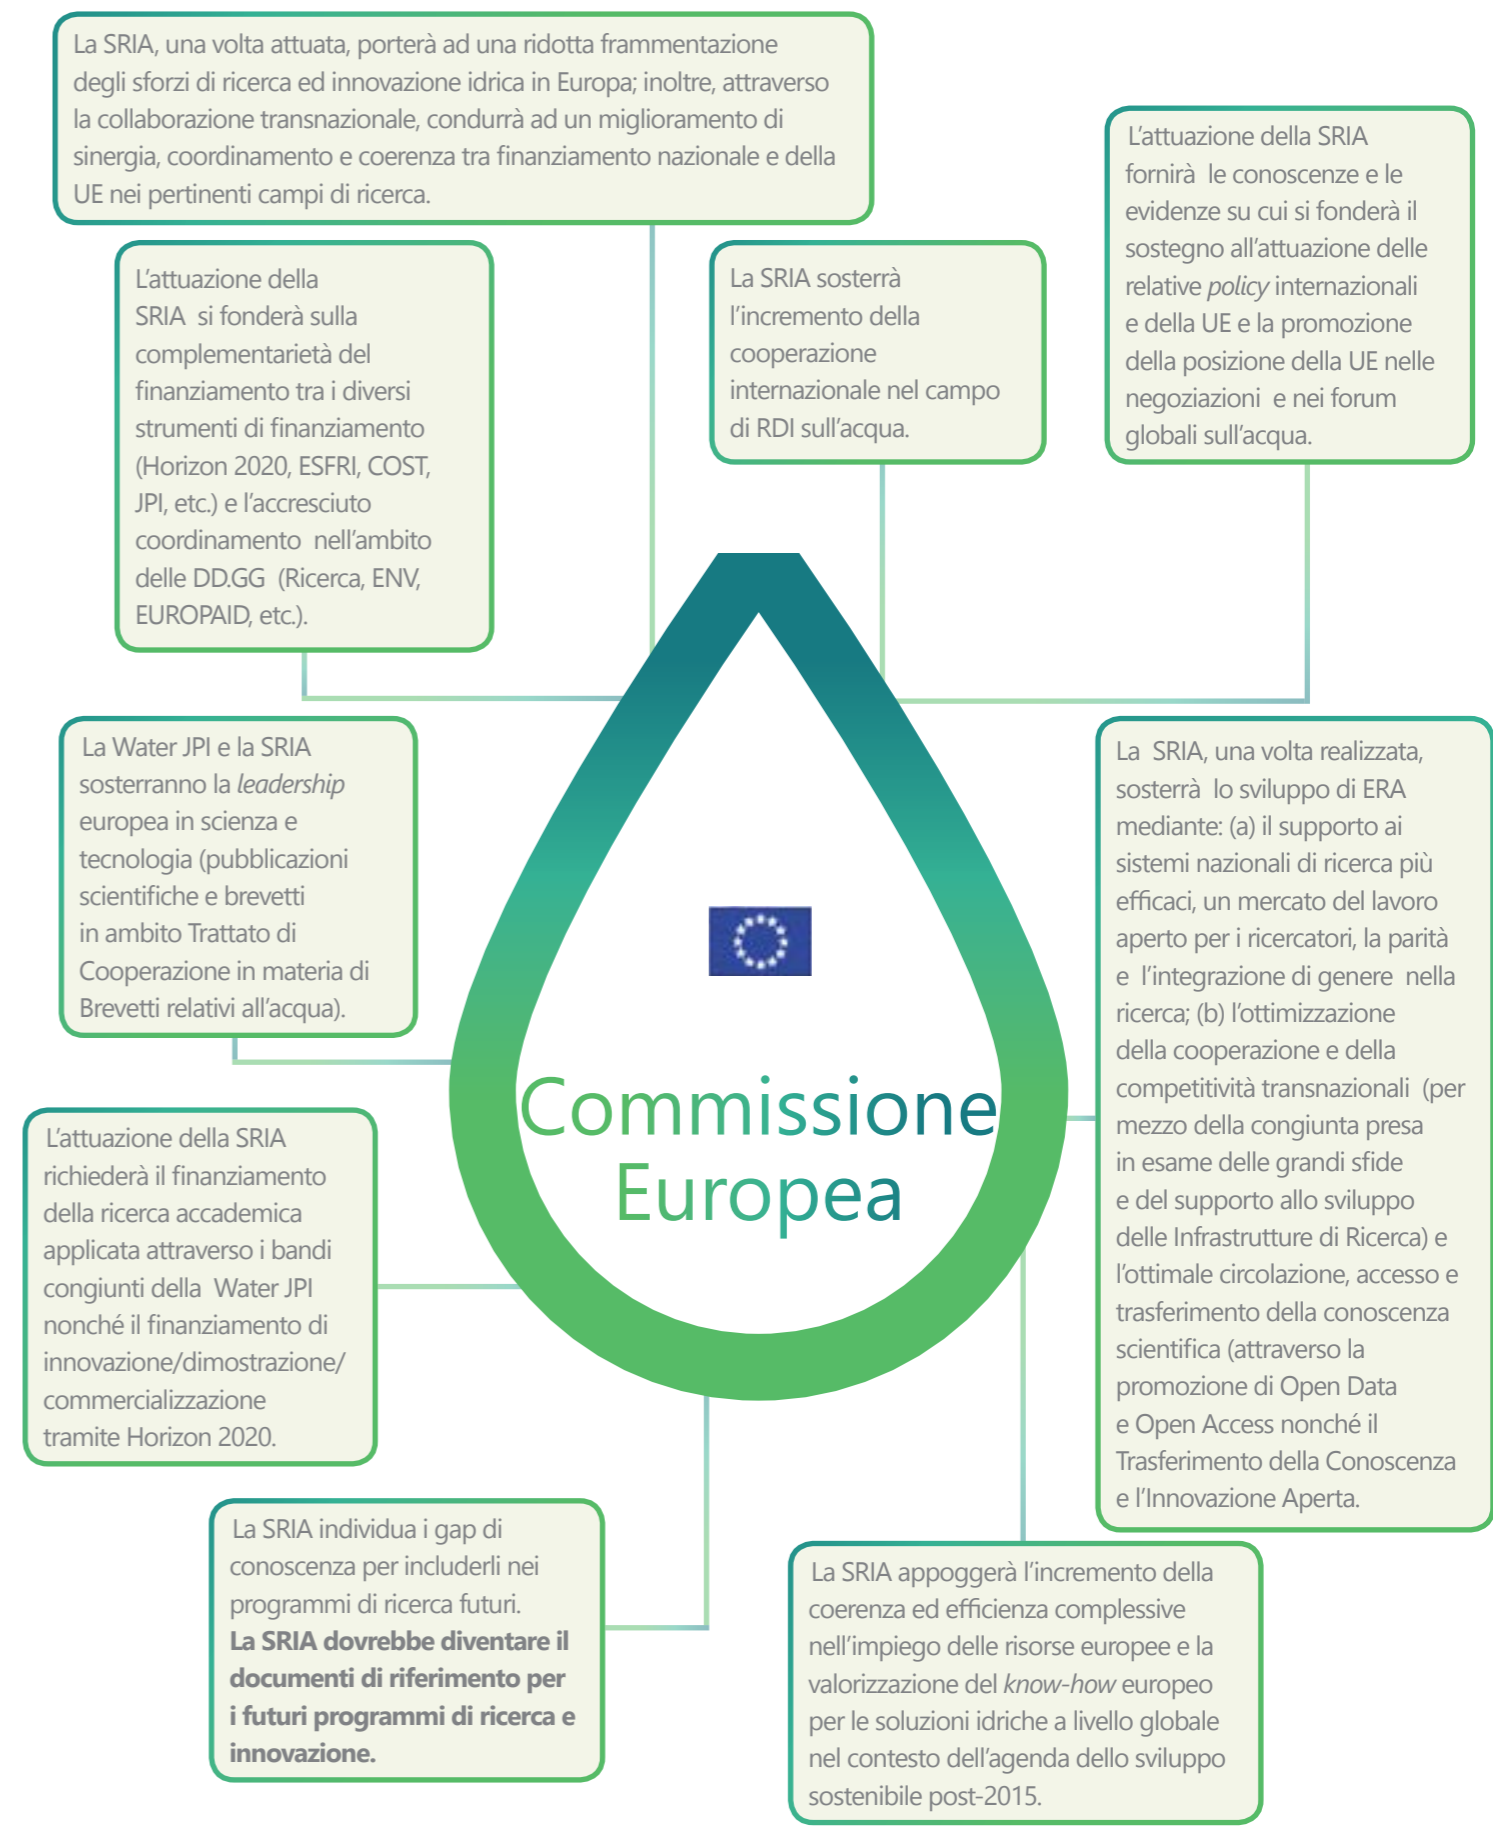 La SRIA, una volta attuata, porterà ad una ridotta frammentazione
degli sforzi di ricerca ed innovazione idrica in Europa; inoltre, attraverso
la collaborazione transnazionale, condurrà ad un miglioramento di
sinergia, coordinamento e coerenza tra finanziamento nazionale e della
UE nei pertinenti campi di ricerca.
L'attuazione della
SRIA si fonderà sulla
complementarietà del
finanziamento tra i diversi
strumenti di finanziamento
(Horizon 2020, ESFRI, COST,
JPI, etc.) e l'accresciuto
coordinamento nell'ambito
delle DD.GG (Ricerca, ENV,
EUROPAID, etc.).
La SRIA sosterrà
l'incremento della
cooperazione
internazionale nel campo
di RDI sull'acqua.
L'attuazione della SRIA
fornirà le conoscenze e le
evidenze su cui si fonderà il
sostegno all'attuazione delle
relative policy internazionali
e della UE e la promozione
della posizione della UE nelle
negoziazioni e nei forum
globali sull'acqua.
La Water JPI e la SRIA
sosterranno la leadership
europea in scienza e
tecnologia (pubblicazioni
scientifiche e brevetti
in ambito Trattato di
Cooperazione in materia di
Brevetti relativi all'acqua).
La SRIA, una volta realizzata,
sosterrà lo sviluppo di ERA
mediante: (a) il supporto ai
sistemi nazionali di ricerca più
efficaci, un mercato del lavoro
aperto per i ricercatori, la parità
e l'integrazione di genere nella
ricerca; (b) l'ottimizzazione
della cooperazione e della
competitività transnazionali (per
mezzo della congiunta presa
in esame delle grandi sfide
e del supporto allo sviluppo
delle Infrastrutture di Ricerca) e
l'ottimale circolazione, accesso e
trasferimento della conoscenza
scientifica (attraverso la
promozione di Open Data
e Open Access nonché il
Trasferimento della Conoscenza
e l'Innovazione Aperta.
Commissione
Europea
L'attuazione della SRIA
richiederà il finanziamento
della ricerca accademica
applicata attraverso i bandi
congiunti della Water JPI
nonché il finanziamento di
innovazione/dimostrazione/
commercializzazione
tramite Horizon 2020.
La SRIA individua i gap di
conoscenza per includerli nei
programmi di ricerca futuri.
La SRIA dovrebbe diventare il
documenti di riferimento per
i futuri programmi di ricerca e
innovazione.
La SRIA appoggerà l'incremento della
coerenza ed efficienza complessive
nell'impiego delle risorse europee e la
valorizzazione del know-how europeo
per le soluzioni idriche a livello globale
nel contesto dell'agenda dello sviluppo
sostenibile post-2015.